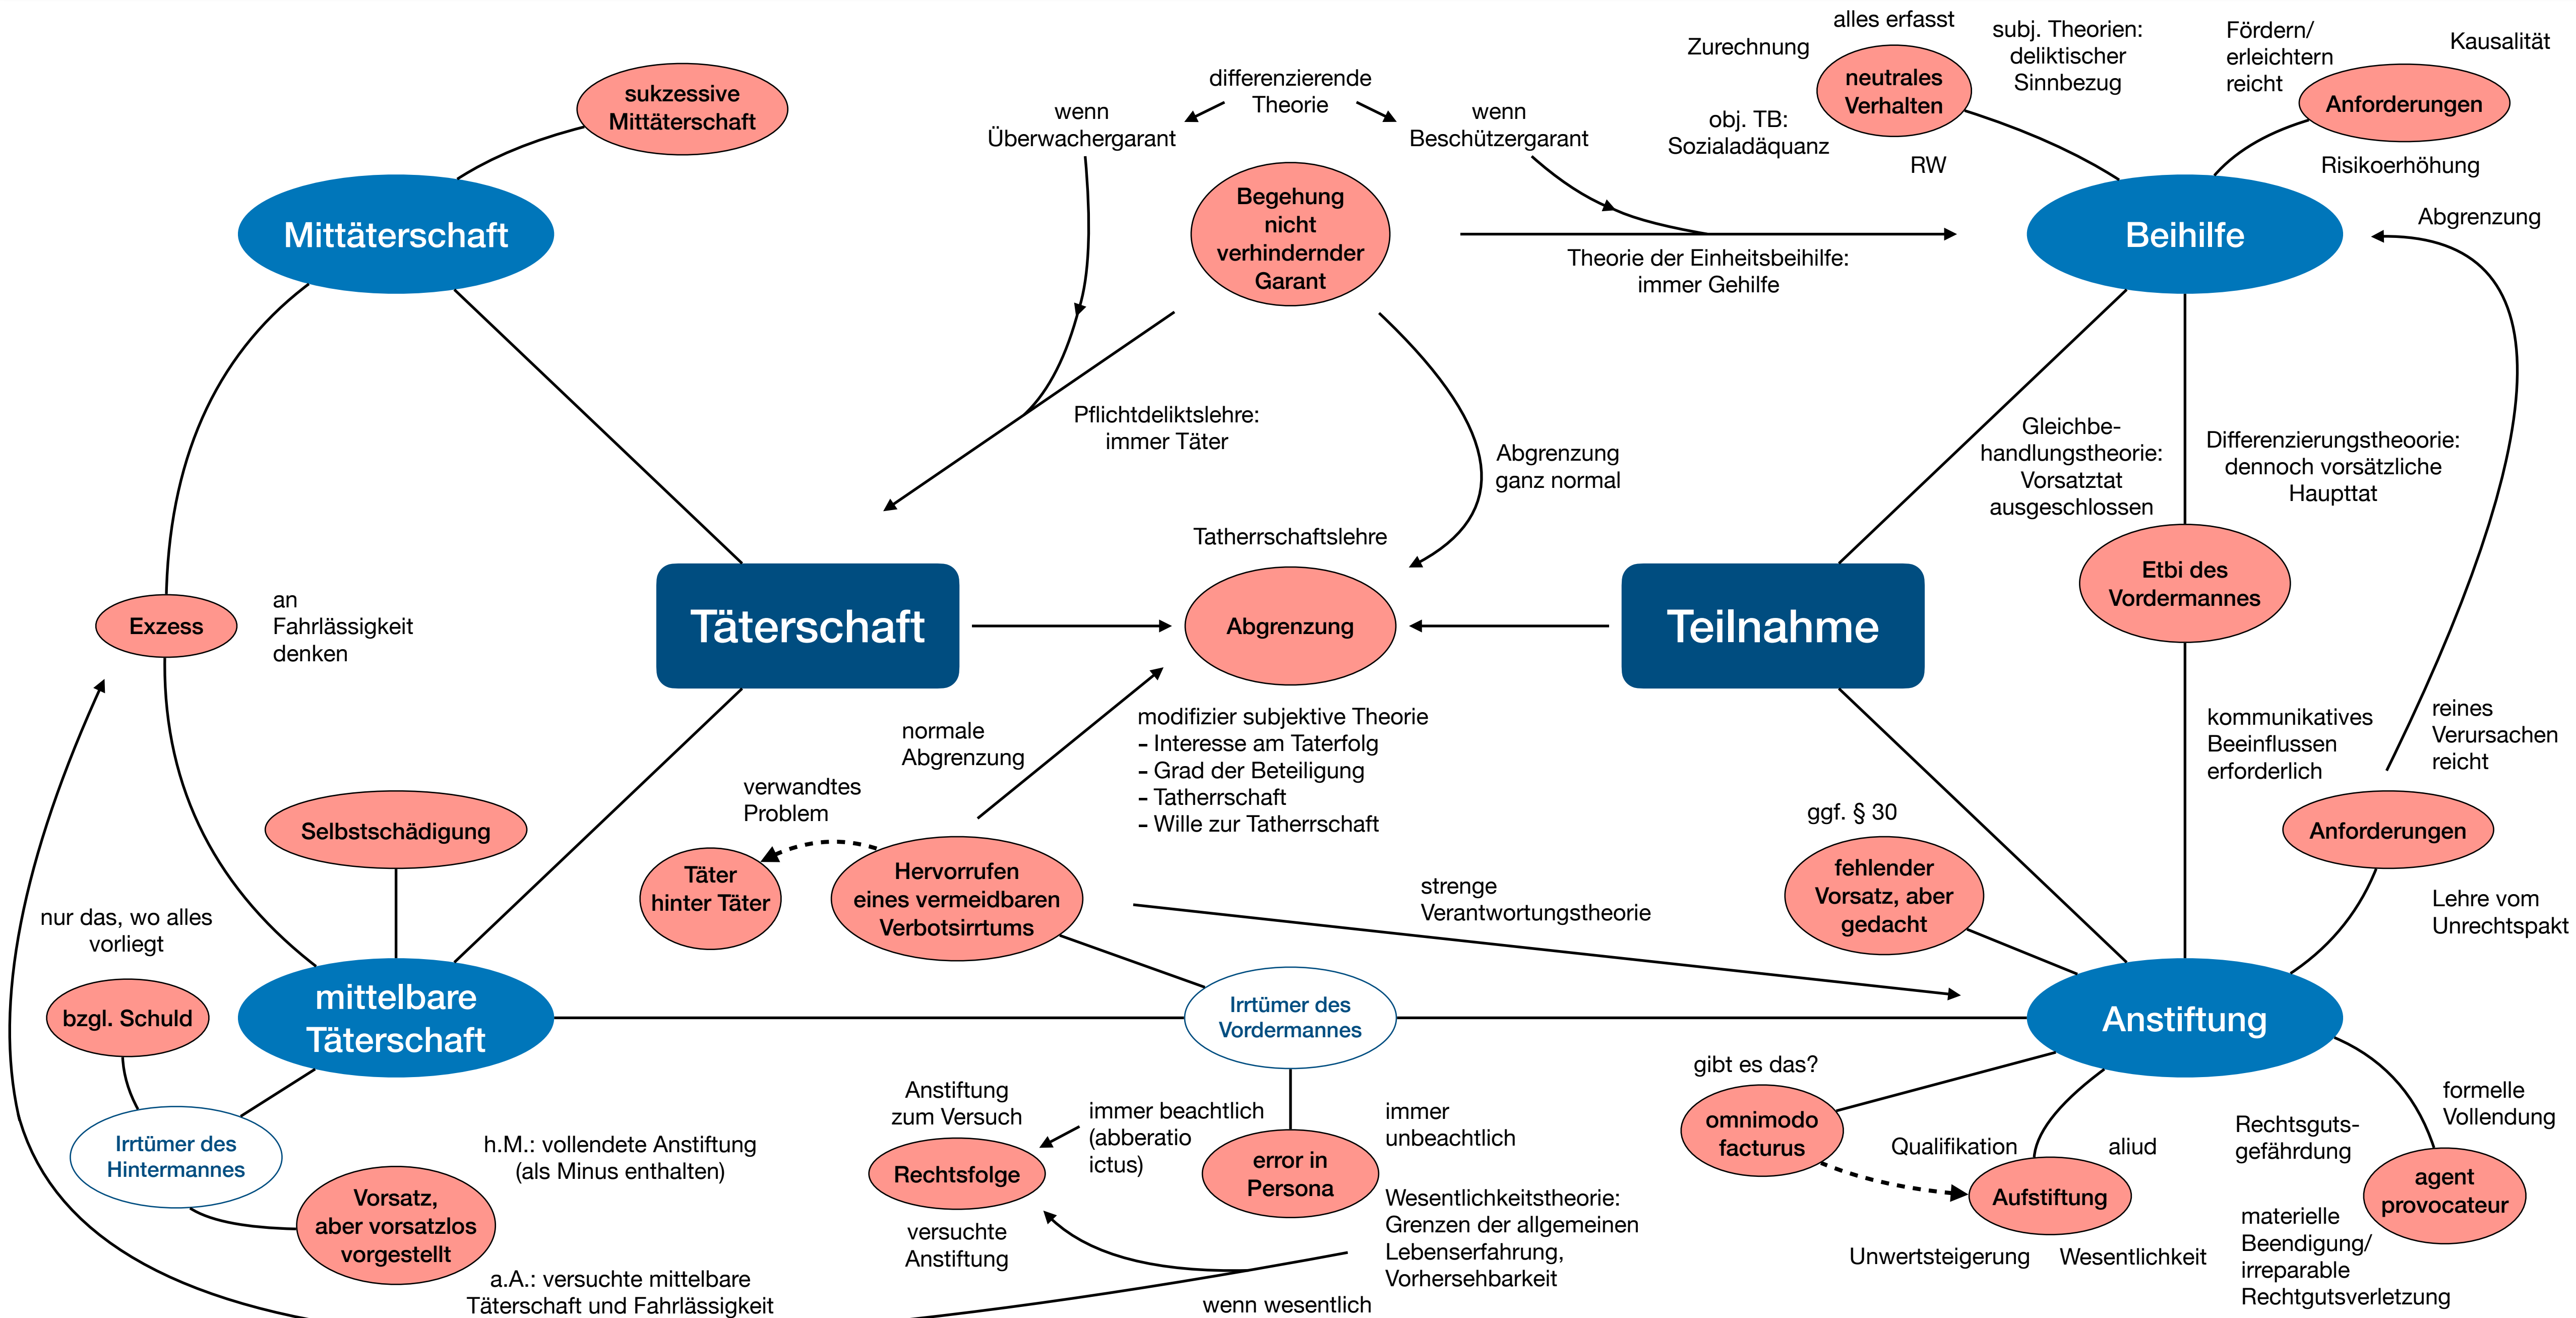 sukzessive
Mittäterschaft
Mittäterschaft
wenn
Überwachergarant
differenzierende
Theorie
wenn
Beschützergarant
Begehung
nicht
verhindernder
Garant
Theorie der Einheitsbeihilfe:
immer Gehilfe
Pflichtdeliktslehre:
immer Täter
Abgrenzung
ganz normal
Zurechnung
alles erfasst
neutrales
Verhalten
subj. Theorien:
deliktischer
Sinnbezug
obj. TB:
Sozialadäquanz
RW
Fördern/
erleichtern
reicht
Kausalität
Anforderungen
Risikoerhöhung
Beihilfe
Abgrenzung
Gleichbe-
handlungstheorie:
Vorsatztat
ausgeschlossen
Differenzierungstheoorie:
dennoch vorsätzliche
Haupttat
Etbi des
Vordermannes
Exzess
an
Fahrlässigkeit
denken
Täterschaft
Tatherrschaftslehre
Abgrenzung
Teilnahme
modifizier subjektive Theorie
– Interesse am Taterfolg
– Grad der Beteiligung
– Tatherrschaft
– Wille zur Tatherrschaft
normale
Abgrenzung
verwandtes
Problem
Täter
hinter Täter
Hervorrufen
eines vermeidbaren
Verbotsirrtums
strenge
Verantwortungstheorie
kommunikatives
Beeinflussen
erforderlich
reines
Verursachen
reicht
Anforderungen
Lehre vom
Unrechtspakt
ggf. § 30
fehlender
Vorsatz, aber
gedacht
Selbstschädigung
nur das, wo alles
vorliegt
bzgl. Schuld
mittelbare
Täterschaft
Irrtümer des
Vordermannes
Anstiftung
Irrtümer des
Hintermannes
Vorsatz,
aber vorsatzlos
vorgestellt
h.M.: vollendete Anstiftung
(als Minus enthalten)
a.A.: versuchte mittelbare
Täterschaft und Fahrlässigkeit
Anstiftung
zum Versuch
Rechtsfolge
versuchte
Anstiftung
immer beachtlich
(abberatio
ictus)
error in
Persona
immer
unbeachtlich
Wesentlichkeitstheorie:
Grenzen der allgemeinen
Lebenserfahrung,
Vorhersehbarkeit
wenn wesentlich
gibt es das?
omnimodo
facturus
Qualifikation
aliud
Aufstiftung
Unwertsteigerung
Wesentlichkeit
Rechtsguts-
gefährdung
formelle
Vollendung
agent
provocateur
materielle
Beendigung/
irreparable
Rechtgutsverletzung